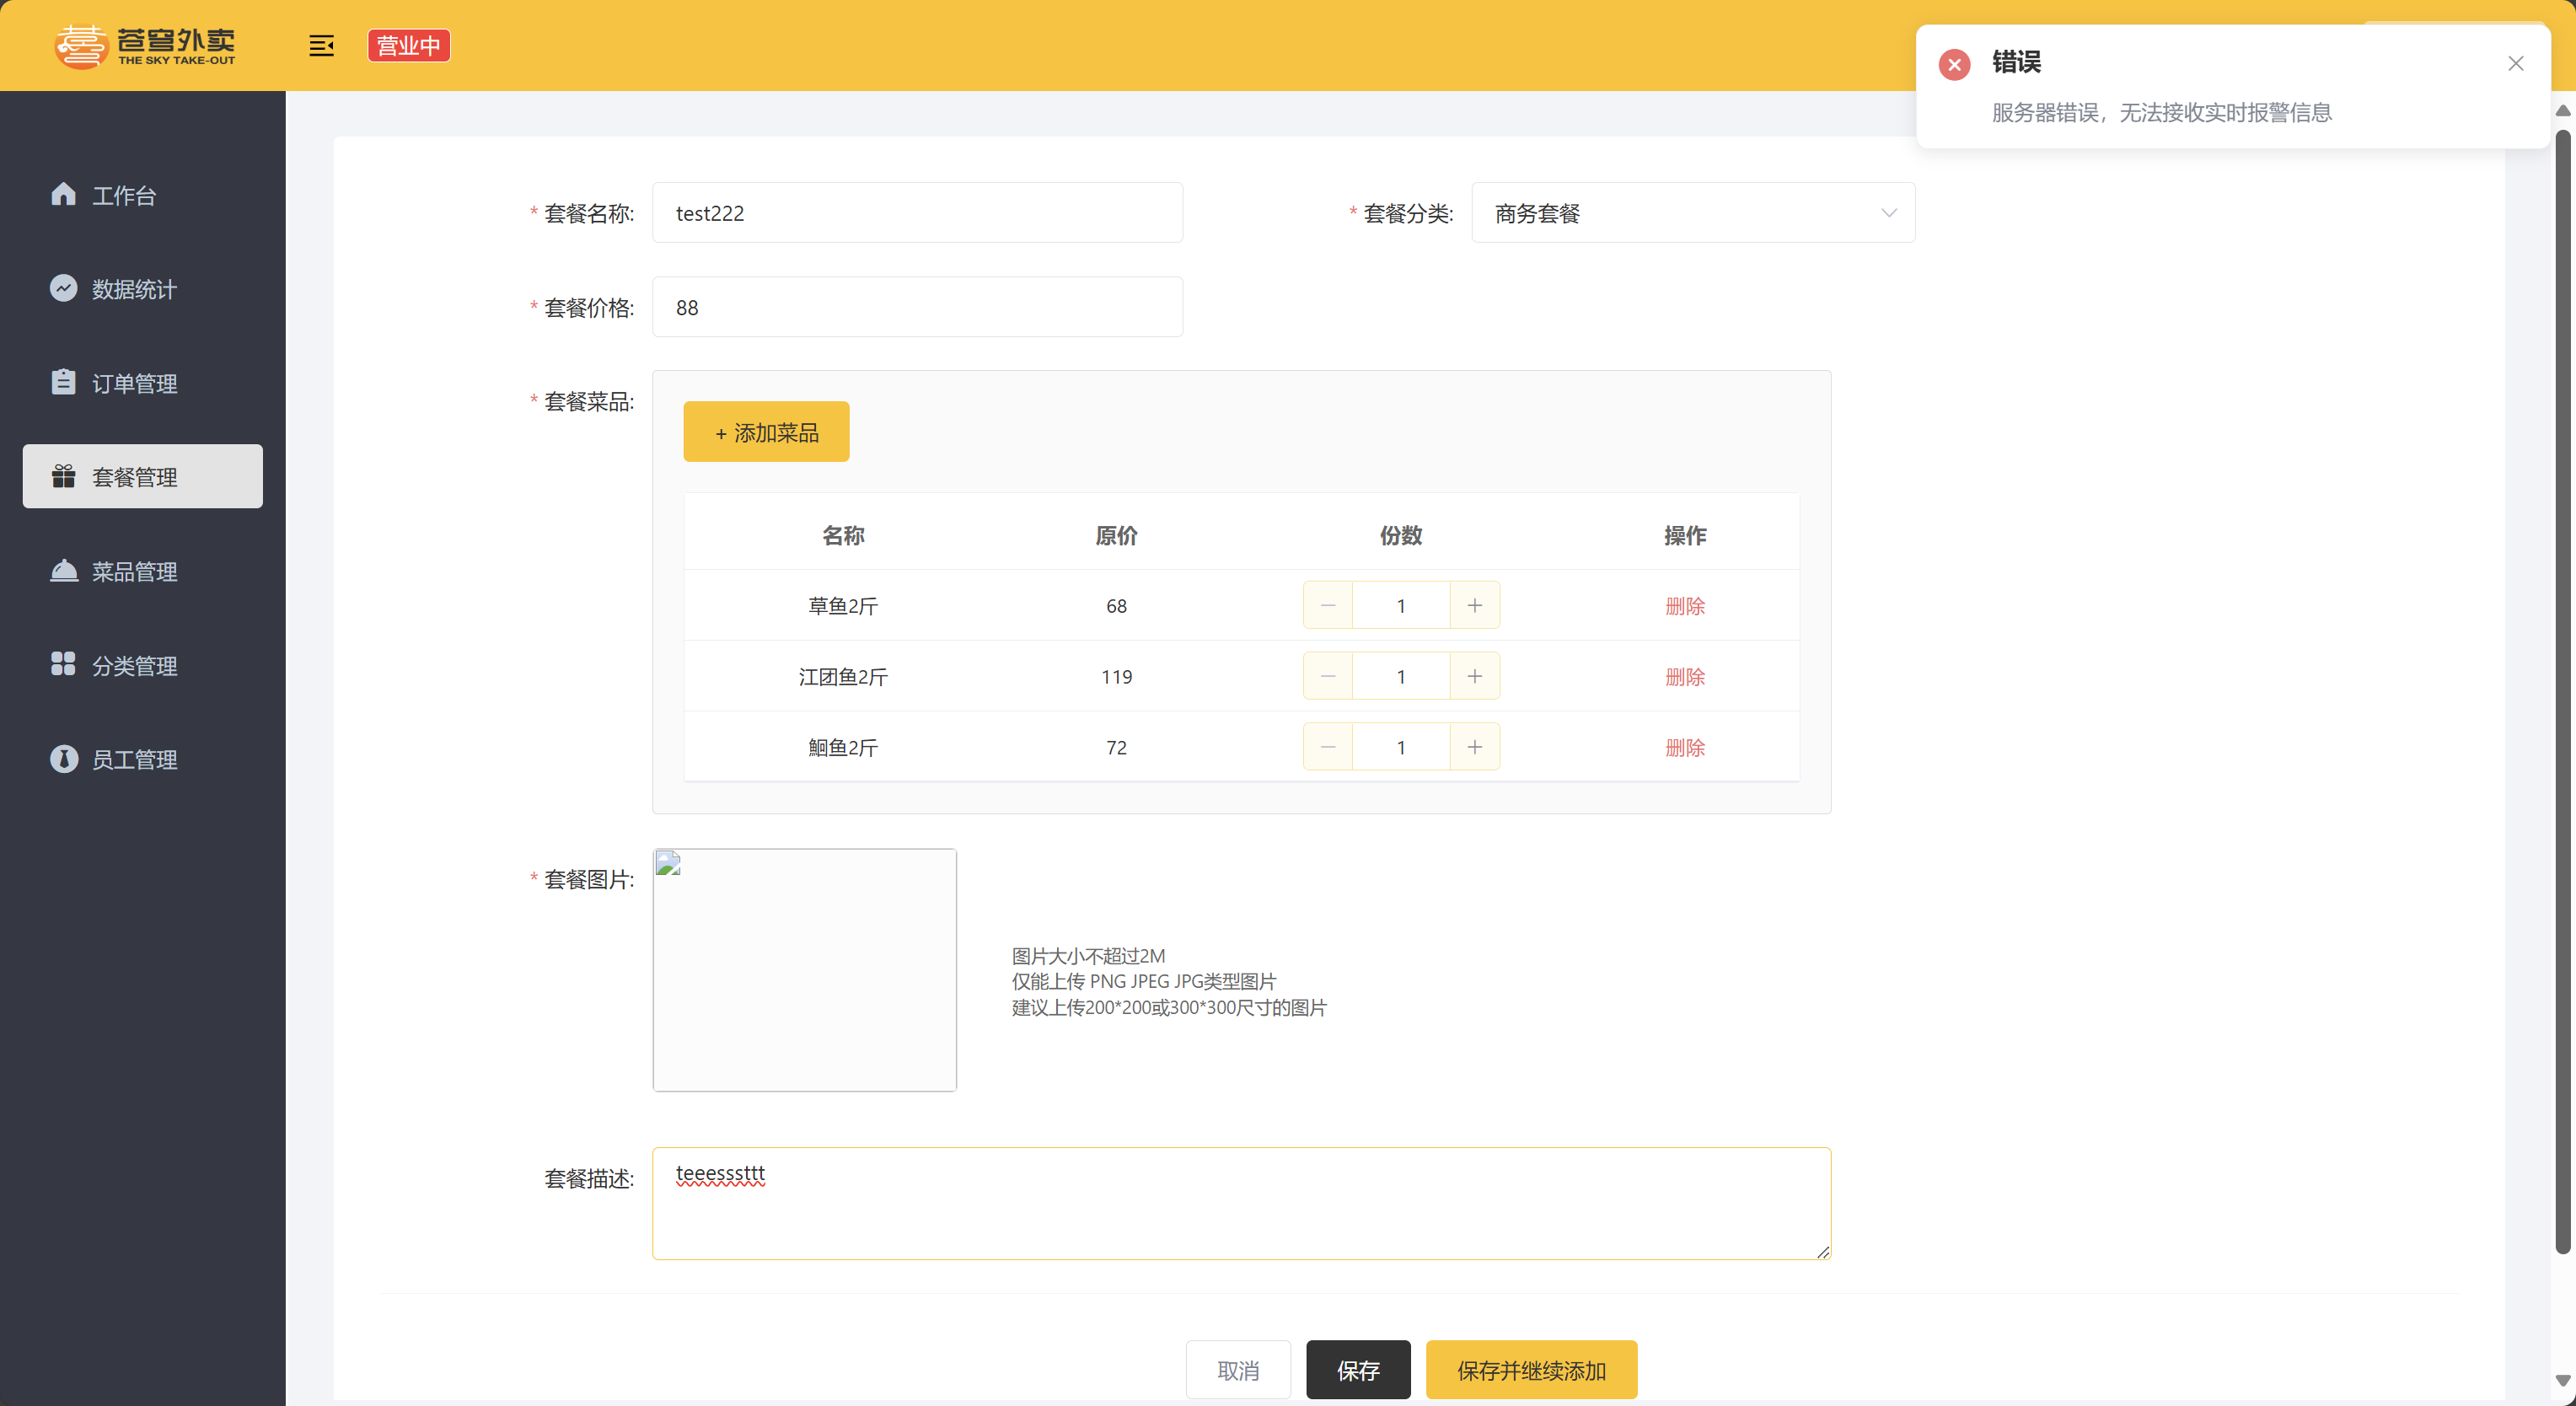 苍穹外卖
THE SKY TAKE-OUT
营业中
错误
服务器错误，无法接收实时报警信息
工作台
数据统计
订单管理
套餐管理
菜品管理
分类管理
员工管理
* 套餐名称: test222
* 套餐分类: 商务套餐
* 套餐价格: 88
* 套餐菜品:
+ 添加菜品
名称 原价 份数 操作
草鱼2斤 68 1 删除
江团鱼2斤 119 1 删除
鮰鱼2斤 72 1 删除
* 套餐图片:
图片大小不超过2M
仅能上传 PNG JPEG JPG类型图片
建议上传200*200或300*300尺寸的图片
套餐描述: teeesssttt
取消 保存 保存并继续添加